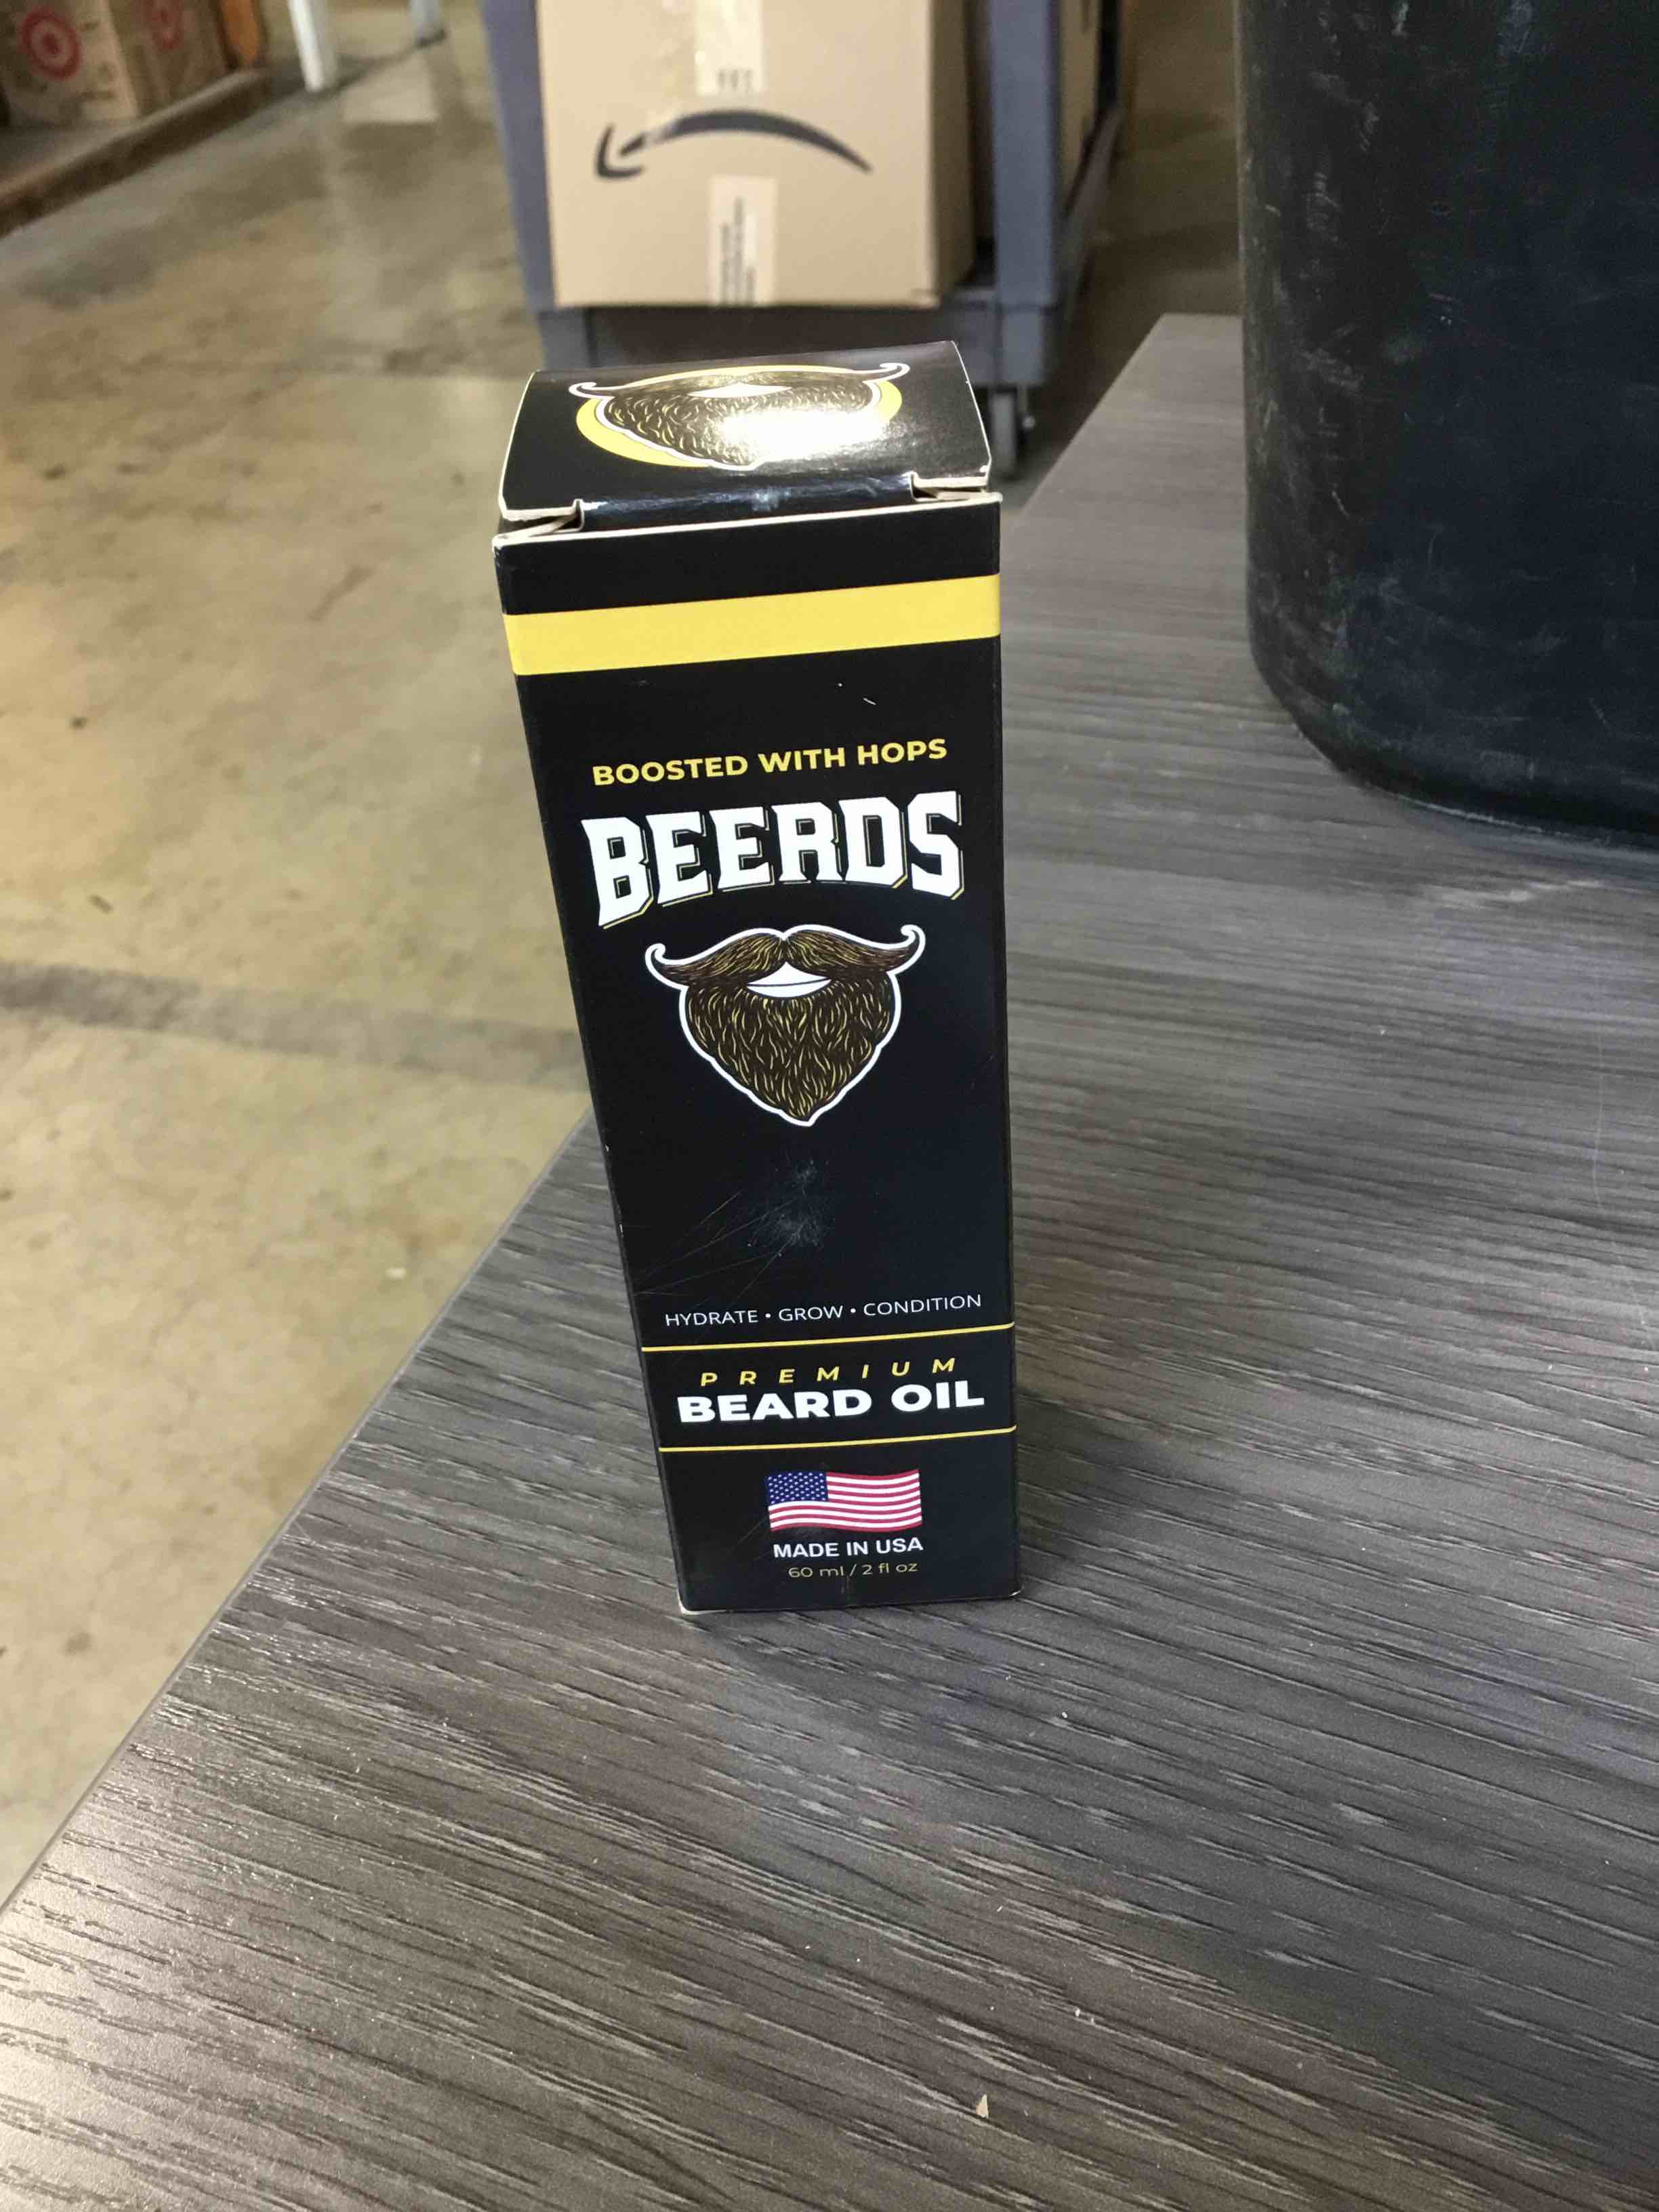 BOOSTED WITH HOPS
BEERDS
HYDRATE • GROW • CONDITION
PREMIUM
BEARD OIL
MADE IN USA
60 ml / 2 fl oz